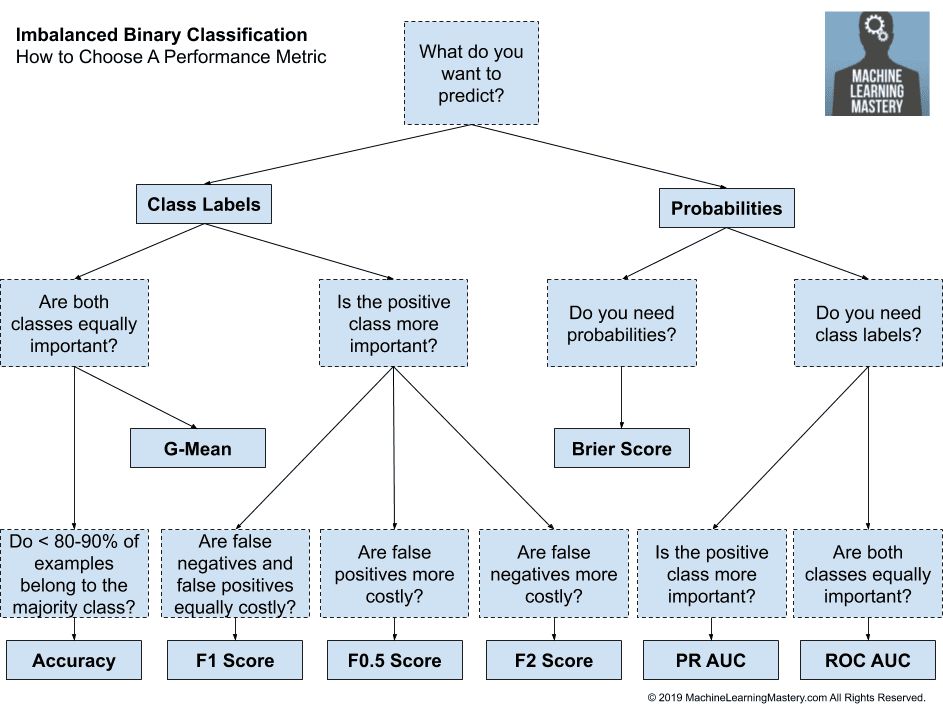 Imbalanced Binary Classification
How to Choose A Performance Metric
What do you
want to
predict?
MACHINE
LEARNING
MASTERY
Class Labels
Probabilities
Are both
classes equally
important?
Is the positive
class more
important?
Do you need
probabilities?
Do you need
class labels?
G-Mean
Brier Score
Do < 80-90% of
examples
belong to the
majority class?
Are false
negatives and
false positives
equally costly?
Are false
positives more
costly?
Are false
negatives more
costly?
Is the positive
class more
important?
Are both
classes equally
important?
Accuracy
F1 Score
F0.5 Score
F2 Score
PR AUC
ROC AUC
© 2019 MachineLearningMastery.com All Rights Reserved.